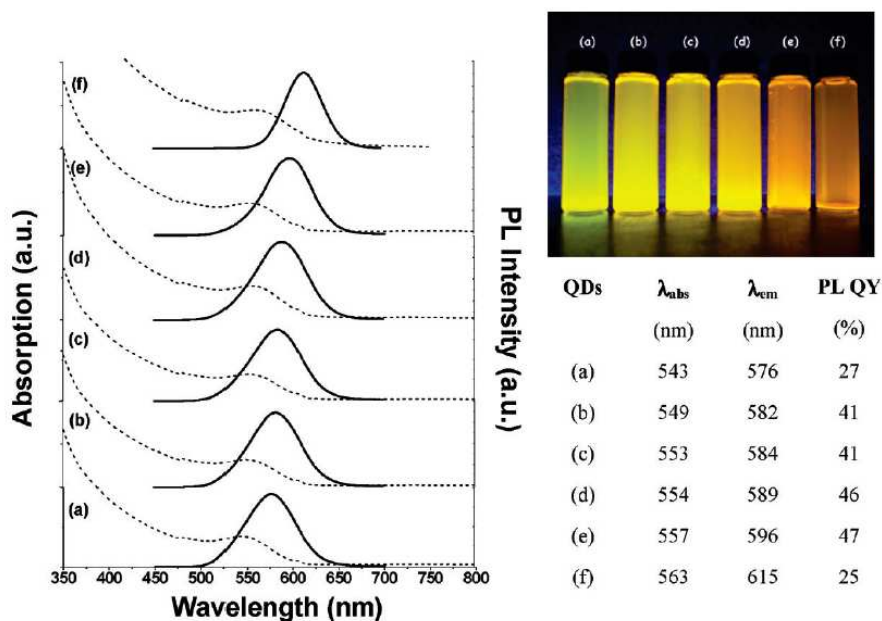 (f)
(e)
(d)
(c)
(b)
(a)
Absorption (a.u.)
PL Intensity (a.u.)
350 400 450 500 550 600 650 700 750 800
Wavelength (nm)
(a) (b) (c) (d) (e) (f)
QDs λabs λem PL QY
(nm) (nm) (%)
(a) 543 576 27
(b) 549 582 41
(c) 553 584 41
(d) 554 589 46
(e) 557 596 47
(f) 563 615 25